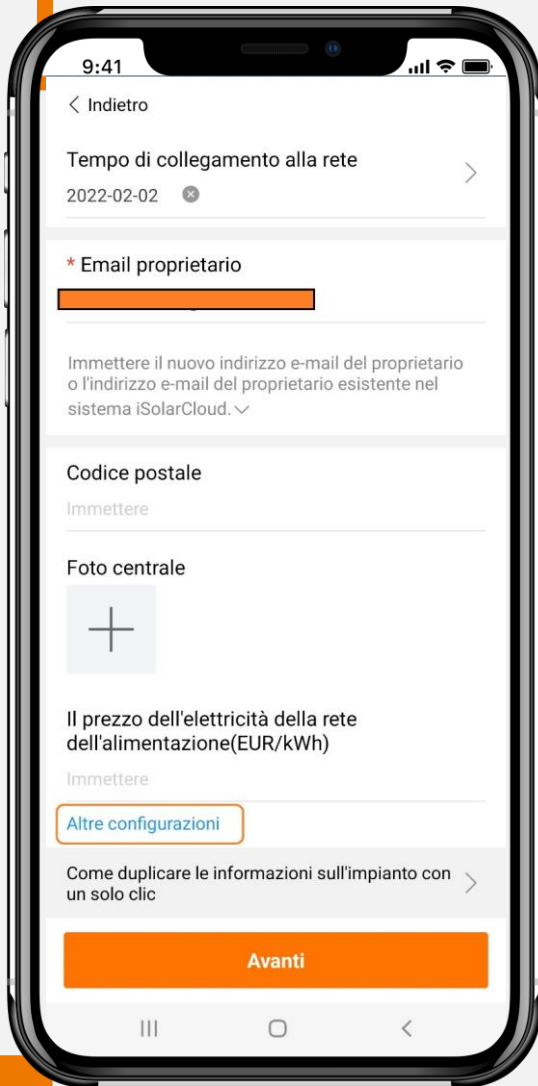 9:41
Indietro
Tempo di collegamento alla rete
2022-02-02
* Email proprietario
Immettere il nuovo indirizzo e-mail del proprietario
o l'indirizzo e-mail del proprietario esistente nel
sistema iSolarCloud.
Codice postale
Immettere
Foto centrale
Il prezzo dell'elettricità della rete
dell'alimentazione(EUR/kWh)
Immettere
Altre configurazioni
Come duplicare le informazioni sull'impianto con
un solo clic
Avanti